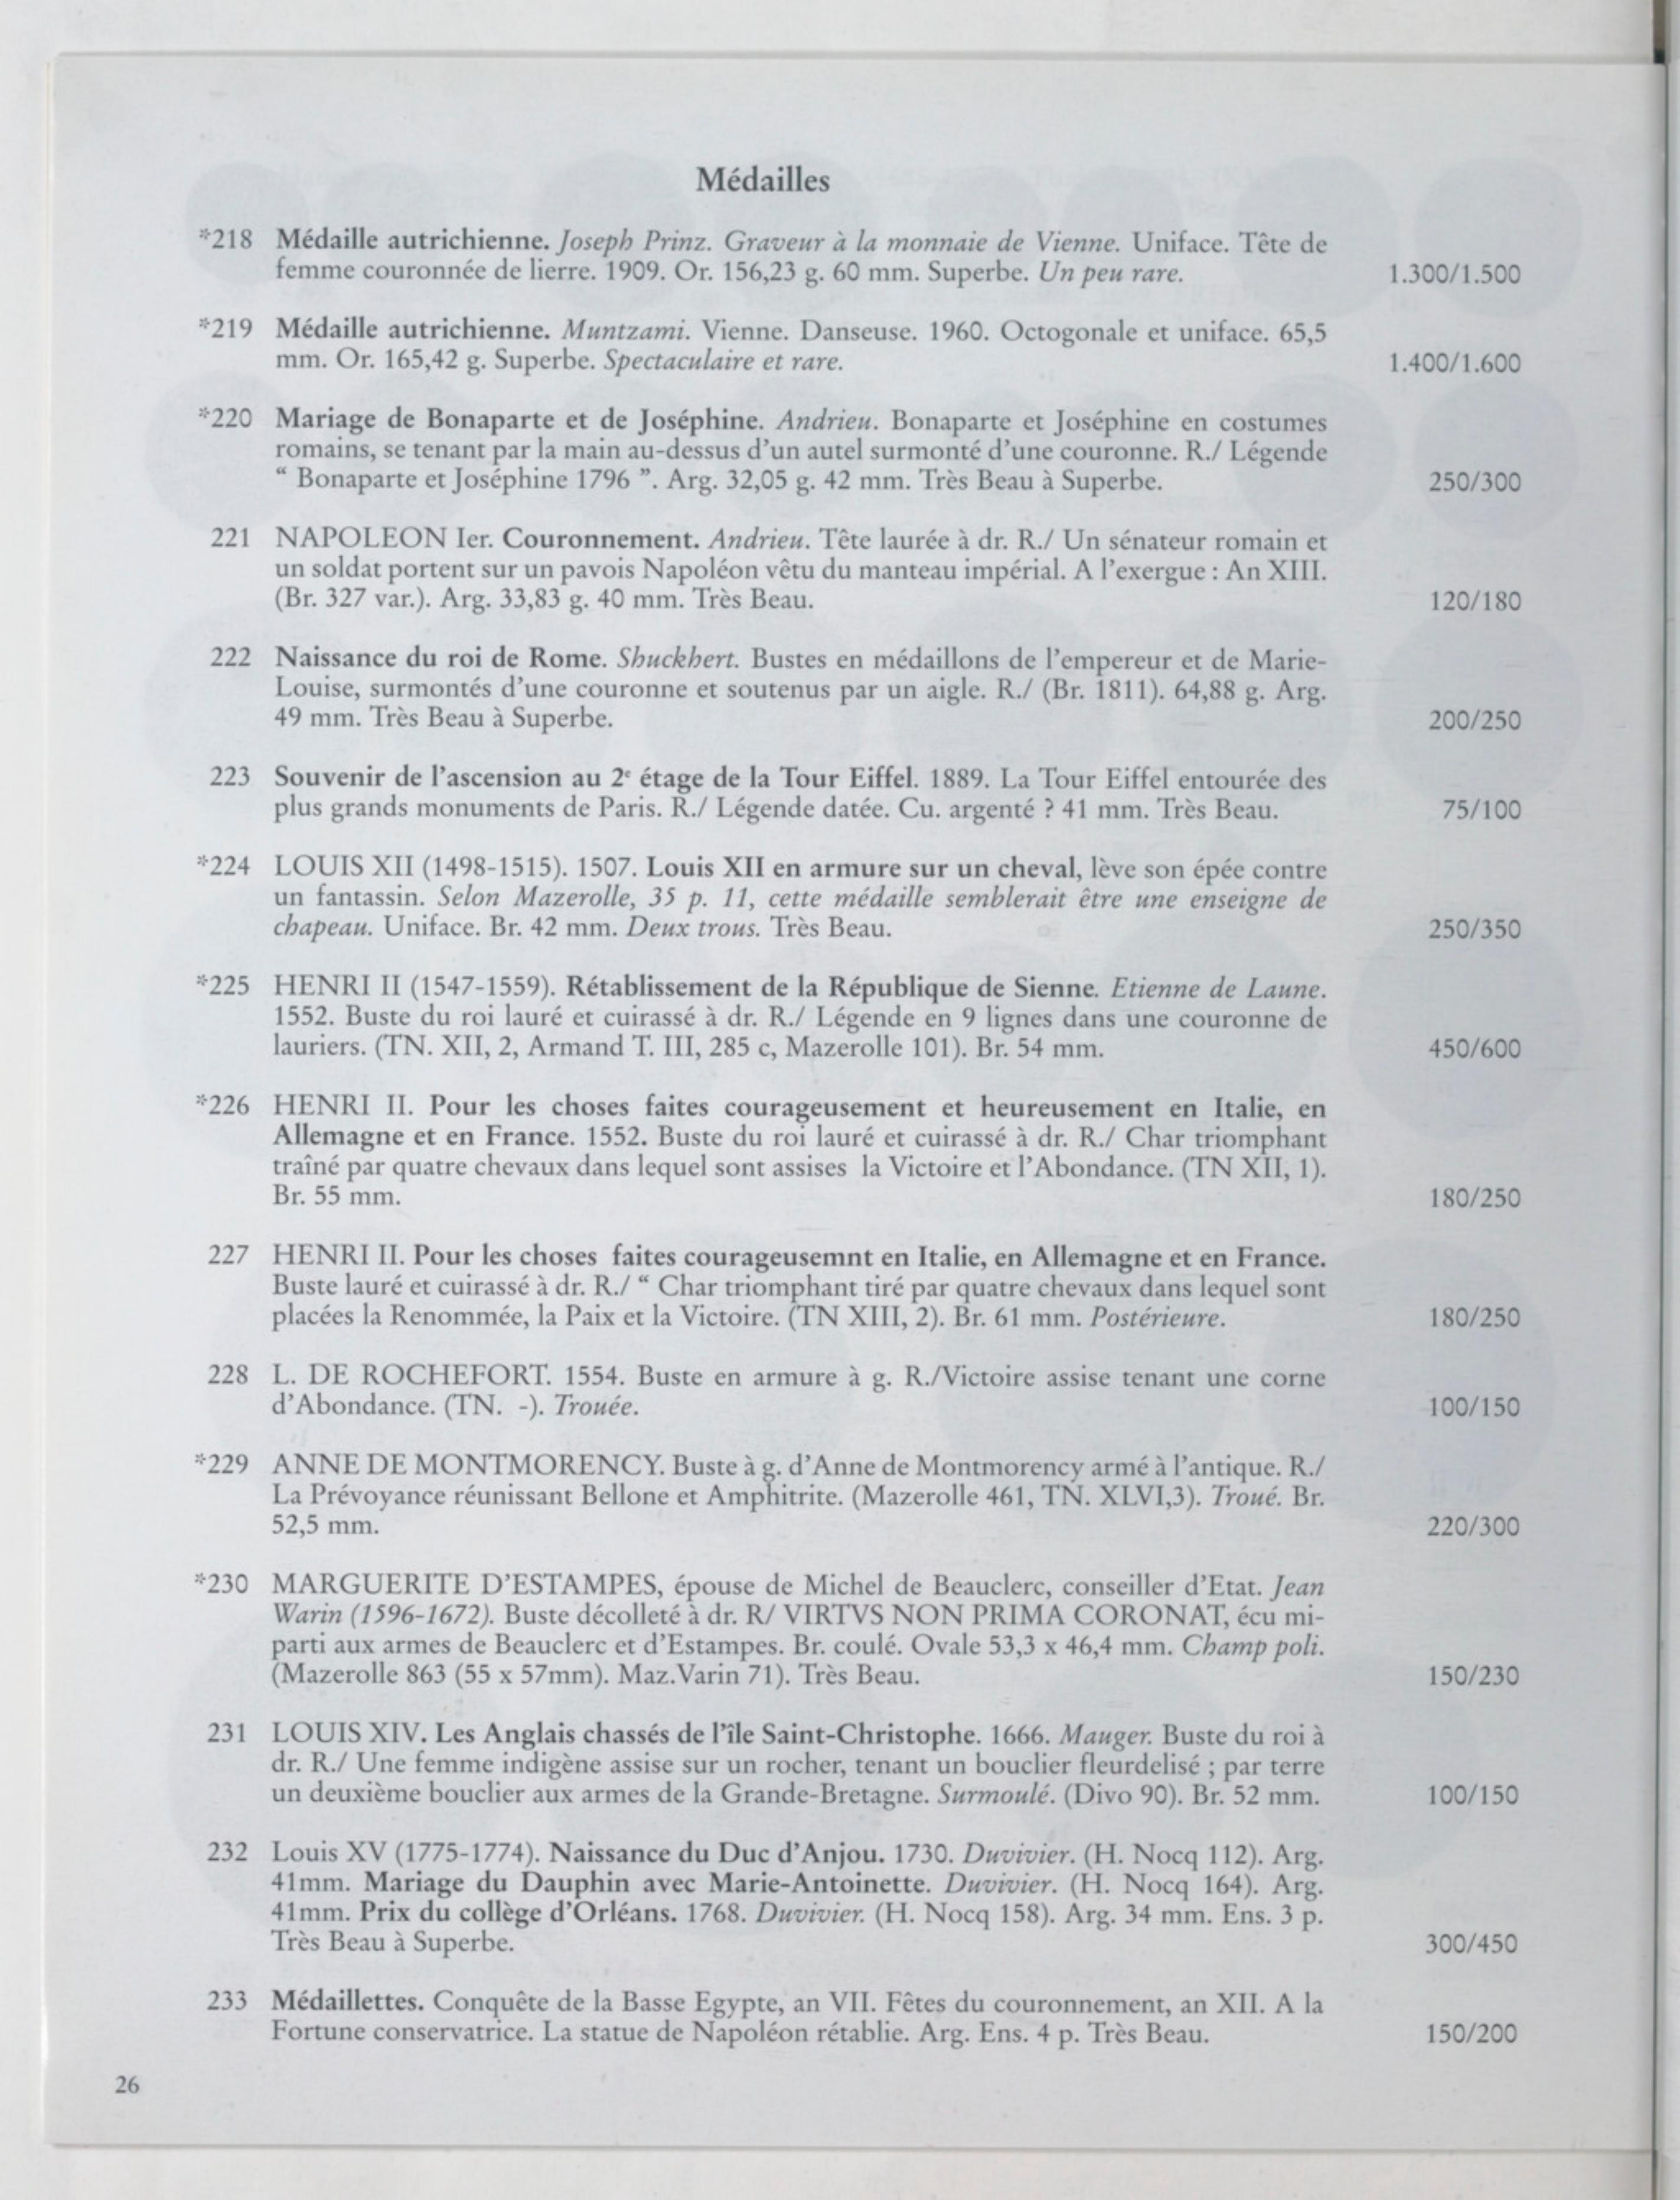 Médailles
*218 Médaille autrichienne. Joseph Prinz. Graveur à la monnaie de Vienne. Uniface. Tête de
femme couronnée de lierre. 1909. Or. 156,23 g. 60 mm. Superbe. Un peu rare. 1.300/1.500
*219 Médaille autrichienne. Muntzami. Vienne. Danseuse. 1960. Octogonale et uniface. 65,5
mm. Or. 165,42 g. Superbe. Spectaculaire et rare. 1.400/1.600
*220 Mariage de Bonaparte et de Joséphine. Andrieu. Bonaparte et Joséphine en costumes
romains, se tenant par la main au-dessus d'un autel surmonté d'une couronne. R./ Légende
“ Bonaparte et Joséphine 1796 ”. Arg. 32,05 g. 42 mm. Très Beau à Superbe. 250/300
221 NAPOLEON Ier. Couronnement. Andrieu. Tête laurée à dr. R./ Un sénateur romain et
un soldat portent sur un pavois Napoléon vêtu du manteau impérial. A l'exergue : An XIII.
(Br. 327 var.). Arg. 33,83 g. 40 mm. Très Beau. 120/180
222 Naissance du roi de Rome. Shuckhert. Bustes en médaillons de l'empereur et de Marie-
Louise, surmontés d'une couronne et soutenus par un aigle. R./ (Br. 1811). 64,88 g. Arg.
49 mm. Très Beau à Superbe. 200/250
223 Souvenir de l'ascension au 2e étage de la Tour Eiffel. 1889. La Tour Eiffel entourée des
plus grands monuments de Paris. R./ Légende datée. Cu. argenté ? 41 mm. Très Beau. 75/100
*224 LOUIS XII (1498-1515). 1507. Louis XII en armure sur un cheval, lève son épée contre
un fantassin. Selon Mazerolle, 35 p. 11, cette médaille semblerait être une enseigne de
chapeau. Uniface. Br. 42 mm. Deux trous. Très Beau. 250/350
*225 HENRI II (1547-1559). Rétablissement de la République de Sienne. Etienne de Laune.
1552. Buste du roi lauré et cuirassé à dr. R./ Légende en 9 lignes dans une couronne de
lauriers. (TN. XII, 2, Armand T. III, 285 c, Mazerolle 101). Br. 54 mm. 450/600
*226 HENRI II. Pour les choses faites courageusement et heureusement en Italie, en
Allemagne et en France. 1552. Buste du roi lauré et cuirassé à dr. R./ Char triomphant
traîné par quatre chevaux dans lequel sont assises la Victoire et l'Abondance. (TN XII, 1).
Br. 55 mm. 180/250
227 HENRI II. Pour les choses faites courageusemnt en Italie, en Allemagne et en France.
Buste lauré et cuirassé à dr. R./ “ Char triomphant tiré par quatre chevaux dans lequel sont
placées la Renommée, la Paix et la Victoire. (TN XIII, 2). Br. 61 mm. Postérieure. 180/250
228 L. DE ROCHEFORT. 1554. Buste en armure à g. R./Victoire assise tenant une corne
d'Abondance. (TN. -). Trouée. 100/150
*229 ANNE DE MONTMORENCY. Buste à g. d'Anne de Montmorency armé à l'antique. R./
La Prévoyance réunissant Bellone et Amphitrite. (Mazerolle 461, TN. XLVI,3). Troué. Br.
52,5 mm. 220/300
*230 MARGUERITE D'ESTAMPES, épouse de Michel de Beauclerc, conseiller d'Etat. Jean
Warin (1596-1672). Buste décolleté à dr. R/ VIRTVS NON PRIMA CORONAT, écu mi-
parti aux armes de Beauclerc et d'Estampes. Br. coulé. Ovale 53,3 x 46,4 mm. Champ poli.
(Mazerolle 863 (55 x 57mm). Maz.Varin 71). Très Beau. 150/230
231 LOUIS XIV. Les Anglais chassés de l'île Saint-Christophe. 1666. Mauger. Buste du roi à
dr. R./ Une femme indigène assise sur un rocher, tenant un bouclier fleurdelisé ; par terre
un deuxième bouclier aux armes de la Grande-Bretagne. Surmoulé. (Divo 90). Br. 52 mm. 100/150
232 Louis XV (1775-1774). Naissance du Duc d'Anjou. 1730. Duvivier. (H. Nocq 112). Arg.
41mm. Mariage du Dauphin avec Marie-Antoinette. Duvivier. (H. Nocq 164). Arg.
41mm. Prix du collège d'Orléans. 1768. Duvivier. (H. Nocq 158). Arg. 34 mm. Ens. 3 p.
Très Beau à Superbe. 300/450
233 Médaillettes. Conquête de la Basse Egypte, an VII. Fêtes du couronnement, an XII. A la
Fortune conservatrice. La statue de Napoléon rétablie. Arg. Ens. 4 p. Très Beau. 150/200
26